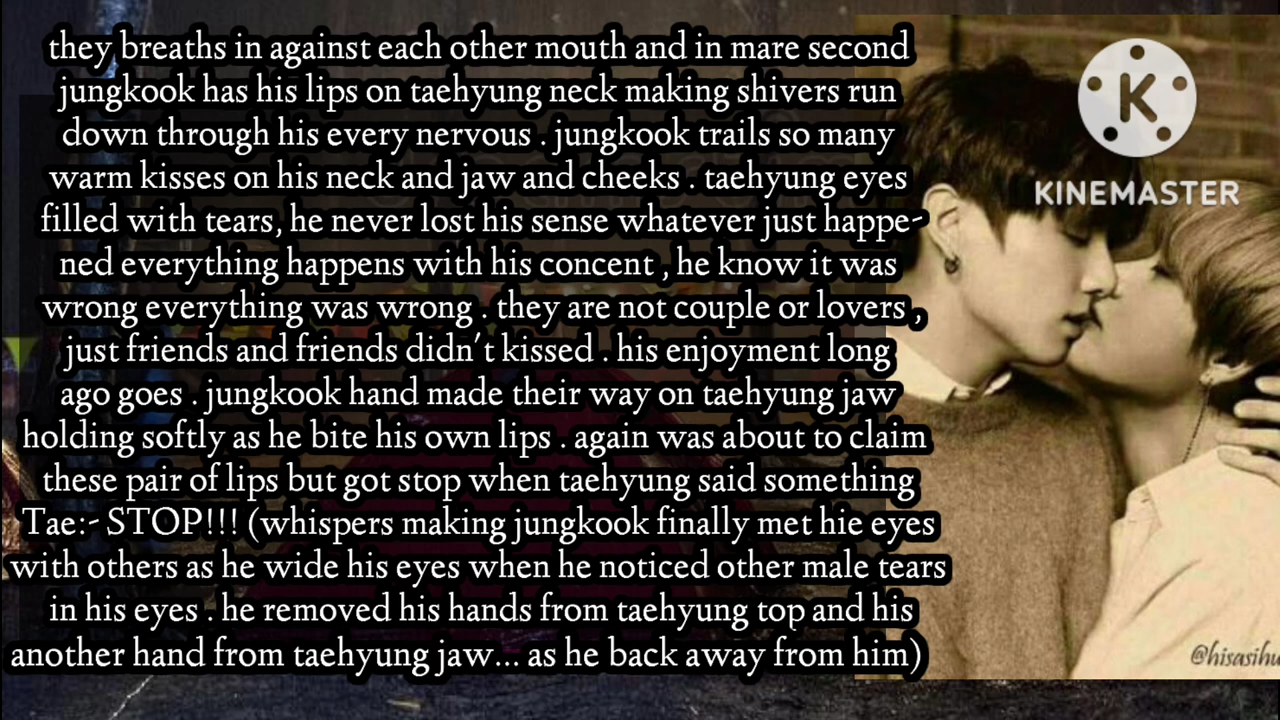 they breaths in against each other mouth and in mare second
jungkook has his lips on taehyung neck making shivers run
down through his every nervous . jungkook trails so many
warm kisses on his neck and jaw and cheeks . taehyung eyes
filled with tears, he never lost his sense whatever just happe-
ned everything happens with his concent , he know it was
wrong everything was wrong . they are not couple or lovers ,
just friends and friends didn't kissed . his enjoyment long
ago goes . jungkook hand made their way on taehyung jaw
holding softly as he bite his own lips . again was about to claim
these pair of lips but got stop when taehyung said something
Tae:- STOP!!! (whispers making jungkook finally met hie eyes
with others as he wide his eyes when he noticed other male tears
in his eyes . he removed his hands from taehyung top and his
another hand from taehyung jaw... as he back away from him)
K
KINEMASTER